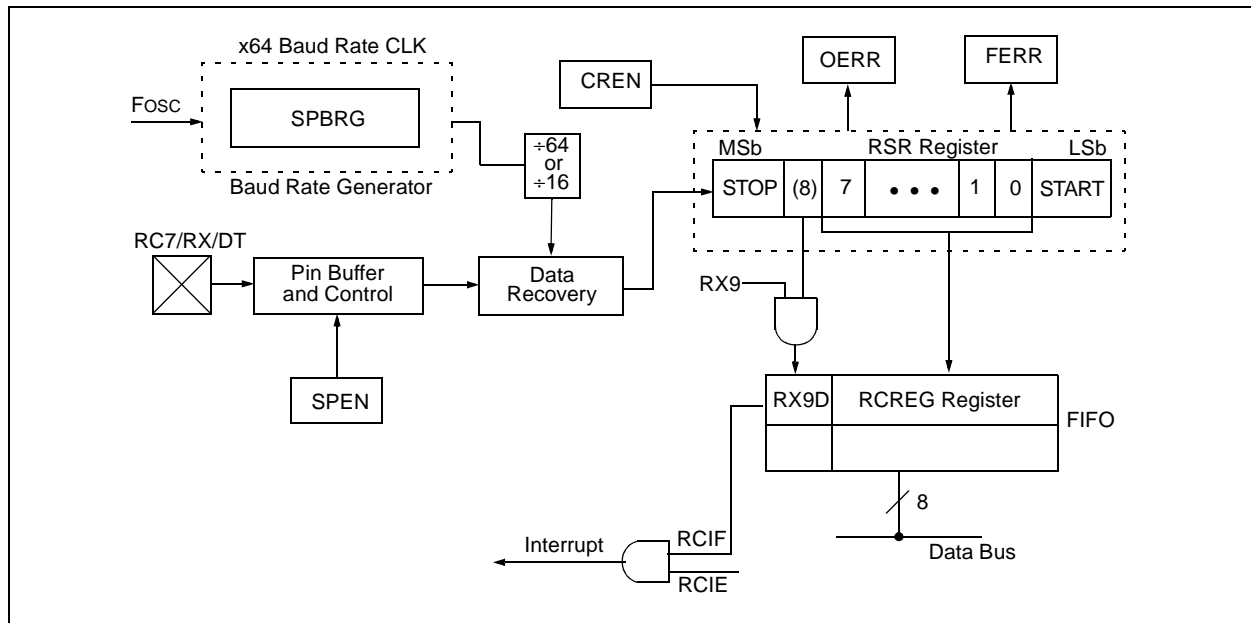 x64 Baud Rate CLK
FOSC
SPBRG
Baud Rate Generator
÷64
or
÷16
CREN
OERR
FERR
MSb
RSR Register
LSb
STOP
(8)
7
• • •
1
0
START
RC7/RX/DT
Pin Buffer
and Control
Data
Recovery
SPEN
RX9
RX9D
RCREG Register
FIFO
8
Data Bus
Interrupt
RCIF
RCIE